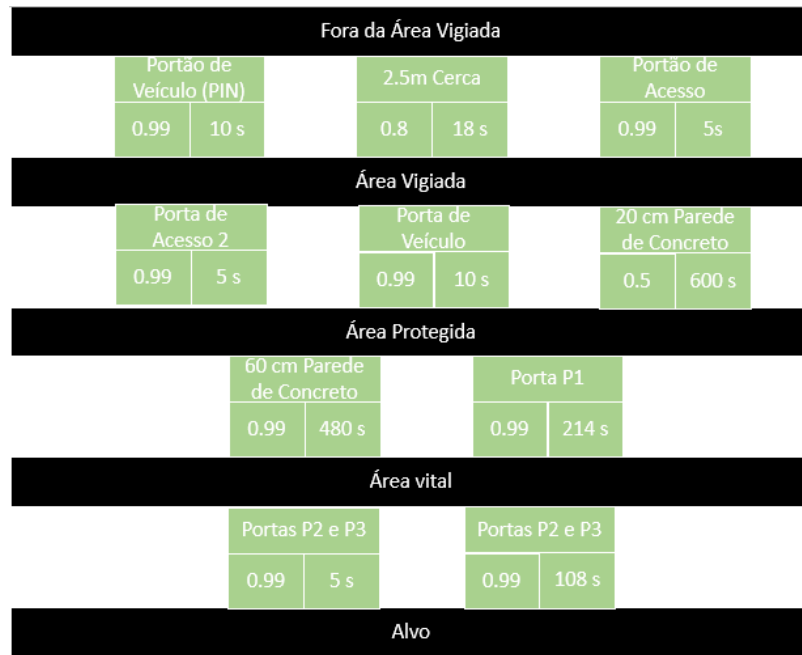 Fora da Área Vigiada
Portão de
Veículo (PIN)
0.99 10 s
2.5m Cerca
0.8 18 s
Portão de
Acesso
0.99 5s
Área Vigiada
Porta de
Acesso 2
0.99 5 s
Porta de
Veículo
0.99 10 s
20 cm Parede
de Concreto
0.5 600 s
Área Protegida
60 cm Parede
de Concreto
0.99 480 s
Porta P1
0.99 214 s
Área vital
Portas P2 e P3
0.99 5 s
Portas P2 e P3
0.99 108 s
Alvo